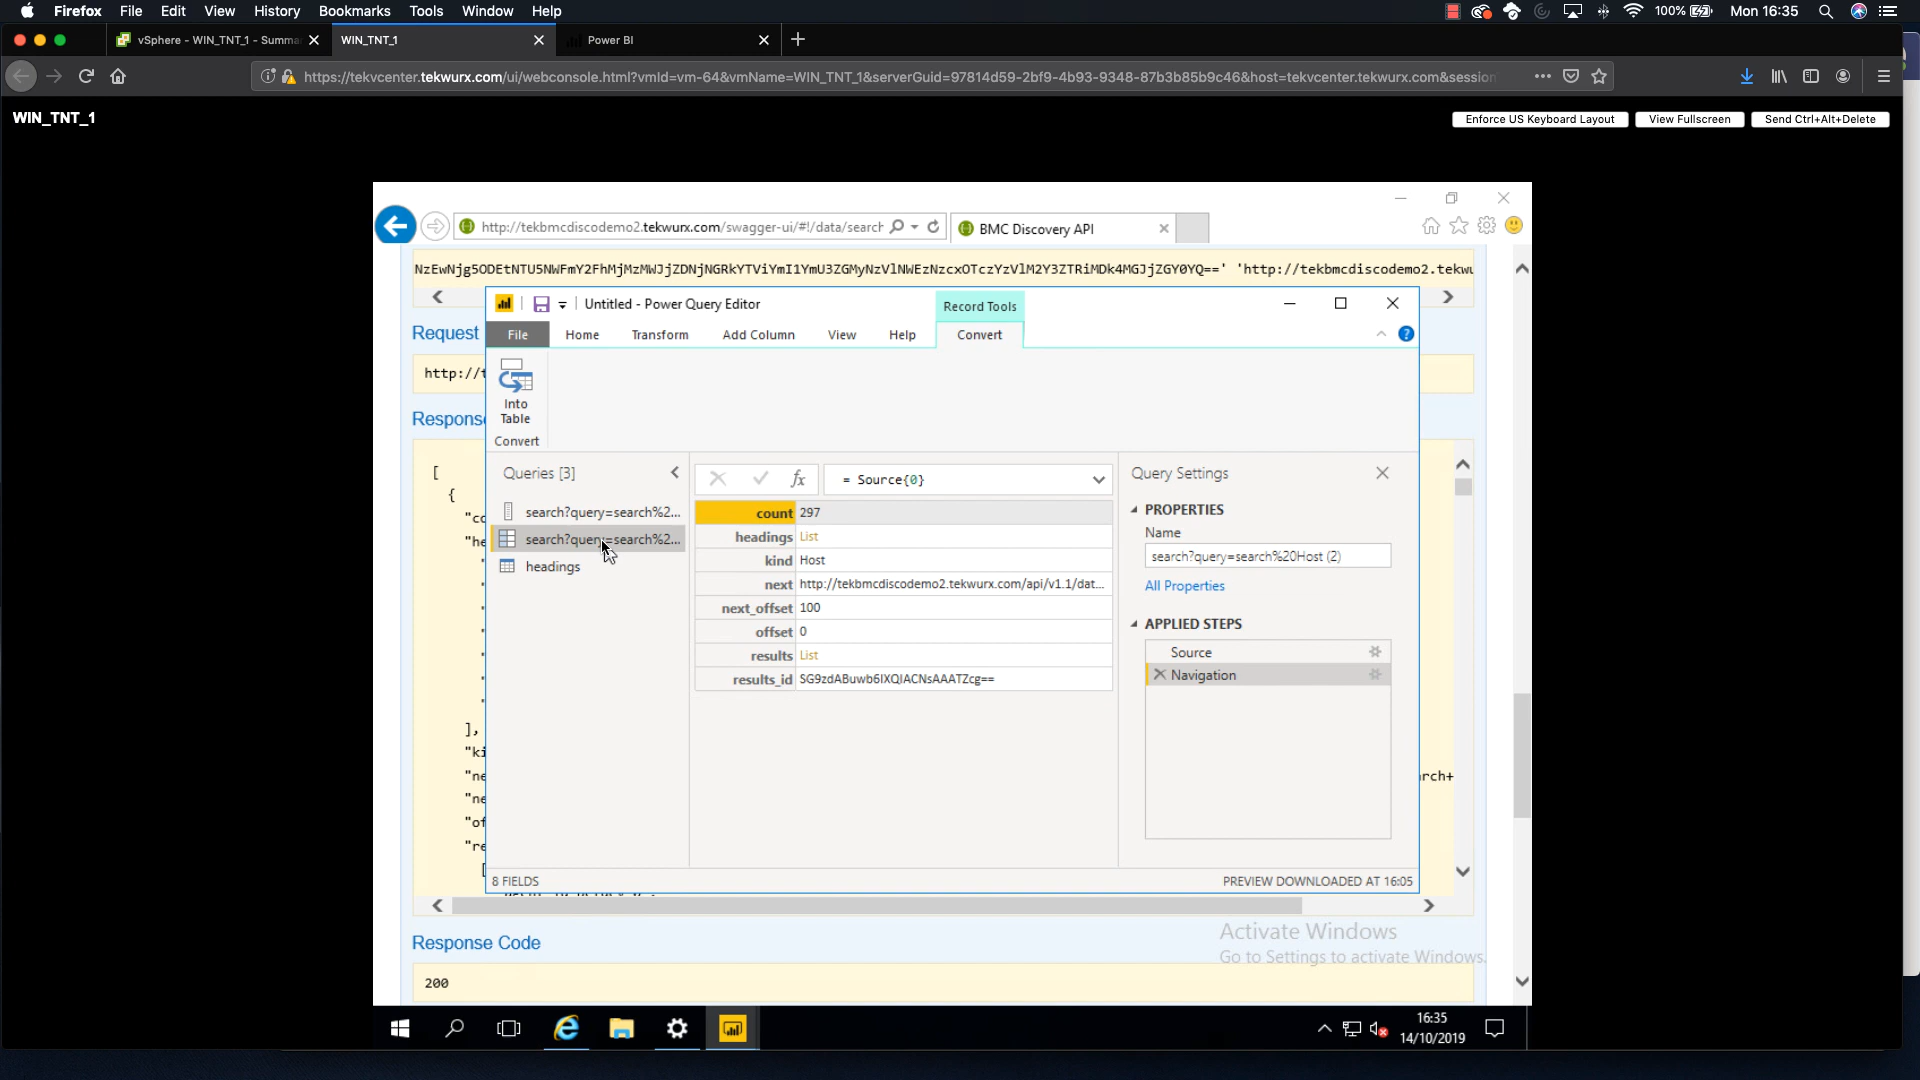 Firefox File Edit View History Bookmarks Tools Window Help 100% Mon 16:35
vSphere - WIN_TNT_1 - Summa
WIN_TNT_1
Power BI
https://tekvcenter.tekwurx.com/ui/webconsole.html?vmId=vm-64&vmName=WIN_TNT_1&serverGuid=97814d59-2bf9-4b93-9348-87b3b85b9c46&host=tekvcenter.tekwurx.com&session
WIN_TNT_1
Enforce US Keyboard Layout View Fullscreen Send Ctrl+Alt+Delete
http://tekbmcdiscodemo2.tekwurx.com/swagger-ui/#!/data/search
BMC Discovery API
NzEwNjg5ODEtNTU5NWFmY2FhMjMzMWJjZDNjNGRkYTViYmI1YmU3ZGMyNzVlNWEzNzcxOTczYzVlM2Y3ZTRiMDk4MGJjZGY0YQ==' 'http://tekbmcdiscodemo2.tekwu
Untitled - Power Query Editor
Record Tools
Request
File Home Transform Add Column View Help Convert
http://t
Into
Table
Respons
Convert
Queries [3]
= Source{0}
Query Settings
[
{
search?query=search%2...
search?query=search%2...
headings
count 297
headings List
kind Host
next http://tekbmcdiscodemo2.tekwurx.com/api/v1.1/dat...
next_offset 100
offset 0
results List
results_id SG9zdABuwb6IXQIACNsAAATZcg==
PROPERTIES
Name
search?query=search%20Host (2)
All Properties
APPLIED STEPS
Source
Navigation
"co
"he
],
"ki
"ne
"ne
"of
"re
[
arch+
8 FIELDS
PREVIEW DOWNLOADED AT 16:05
Activate Windows
Go to Settings to activate Windows.
Response Code
200
16:35
14/10/2019